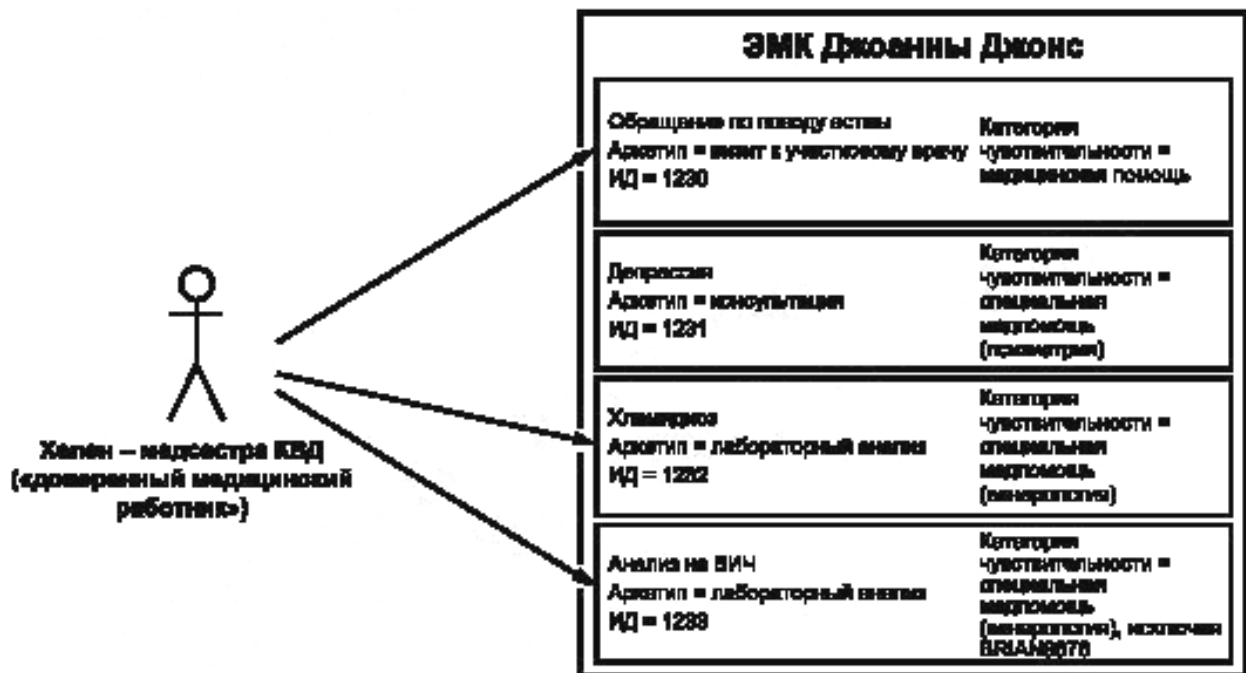 ЭМК Джоанны Джонс
Обращение по поводу астмы
Архетип = визит к участковому врачу
ИД = 1230
Категория
чувствительности =
медицинская помощь
Депрессия
Архетип = консультация
ИД = 1231
Категория
чувствительности =
специальная
медпомощь
(психиатрия)
Хламидиоз
Архетип = лабораторный анализ
ИД = 1232
Категория
чувствительности =
специальная
медпомощь
(венерология)
Анализ на ВИЧ
Архетип = лабораторный анализ
ИД = 1233
Категория
чувствительности =
специальная
медпомощь
(венерология), исключая
Хелен – медсестра КВД
(«доверенный медицинский
работник»)